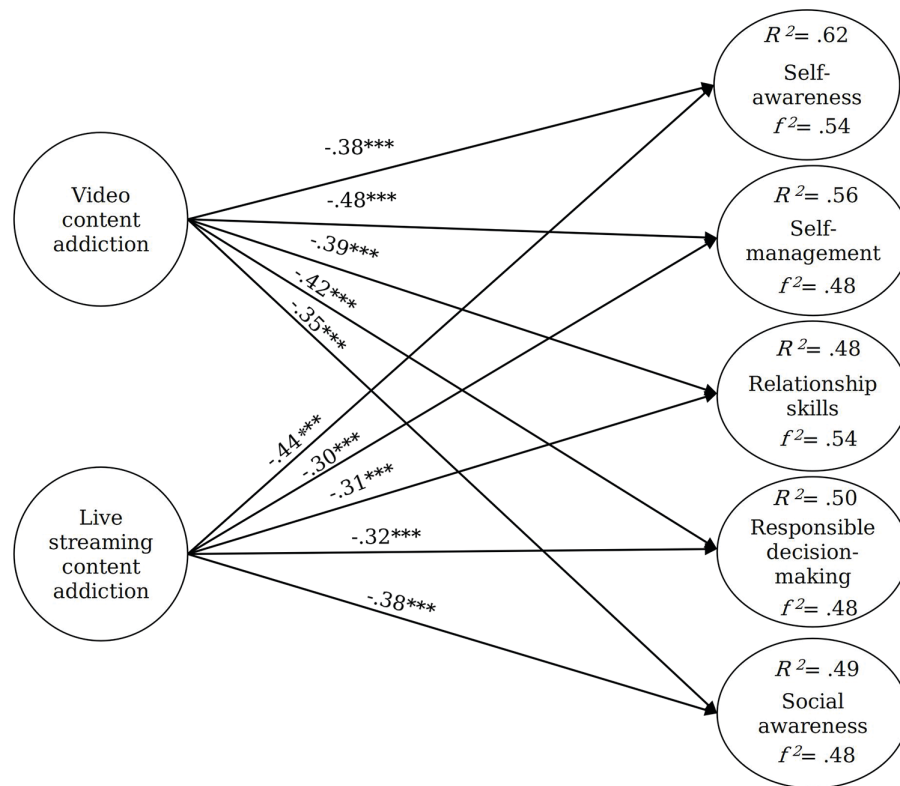 Video
content
addiction
Live
streaming
content
addiction
-.38***
-.48***
-.39***
-.42***
-.35***
-.44***
-.30***
-.31***
-.32***
-.38***
R²= .62
Self-
awareness
f²= .54
R²= .56
Self-
management
f²= .48
R²= .48
Relationship
skills
f²= .54
R²= .50
Responsible
decision-
making
f²= .48
R²= .49
Social
awareness
f²= .48